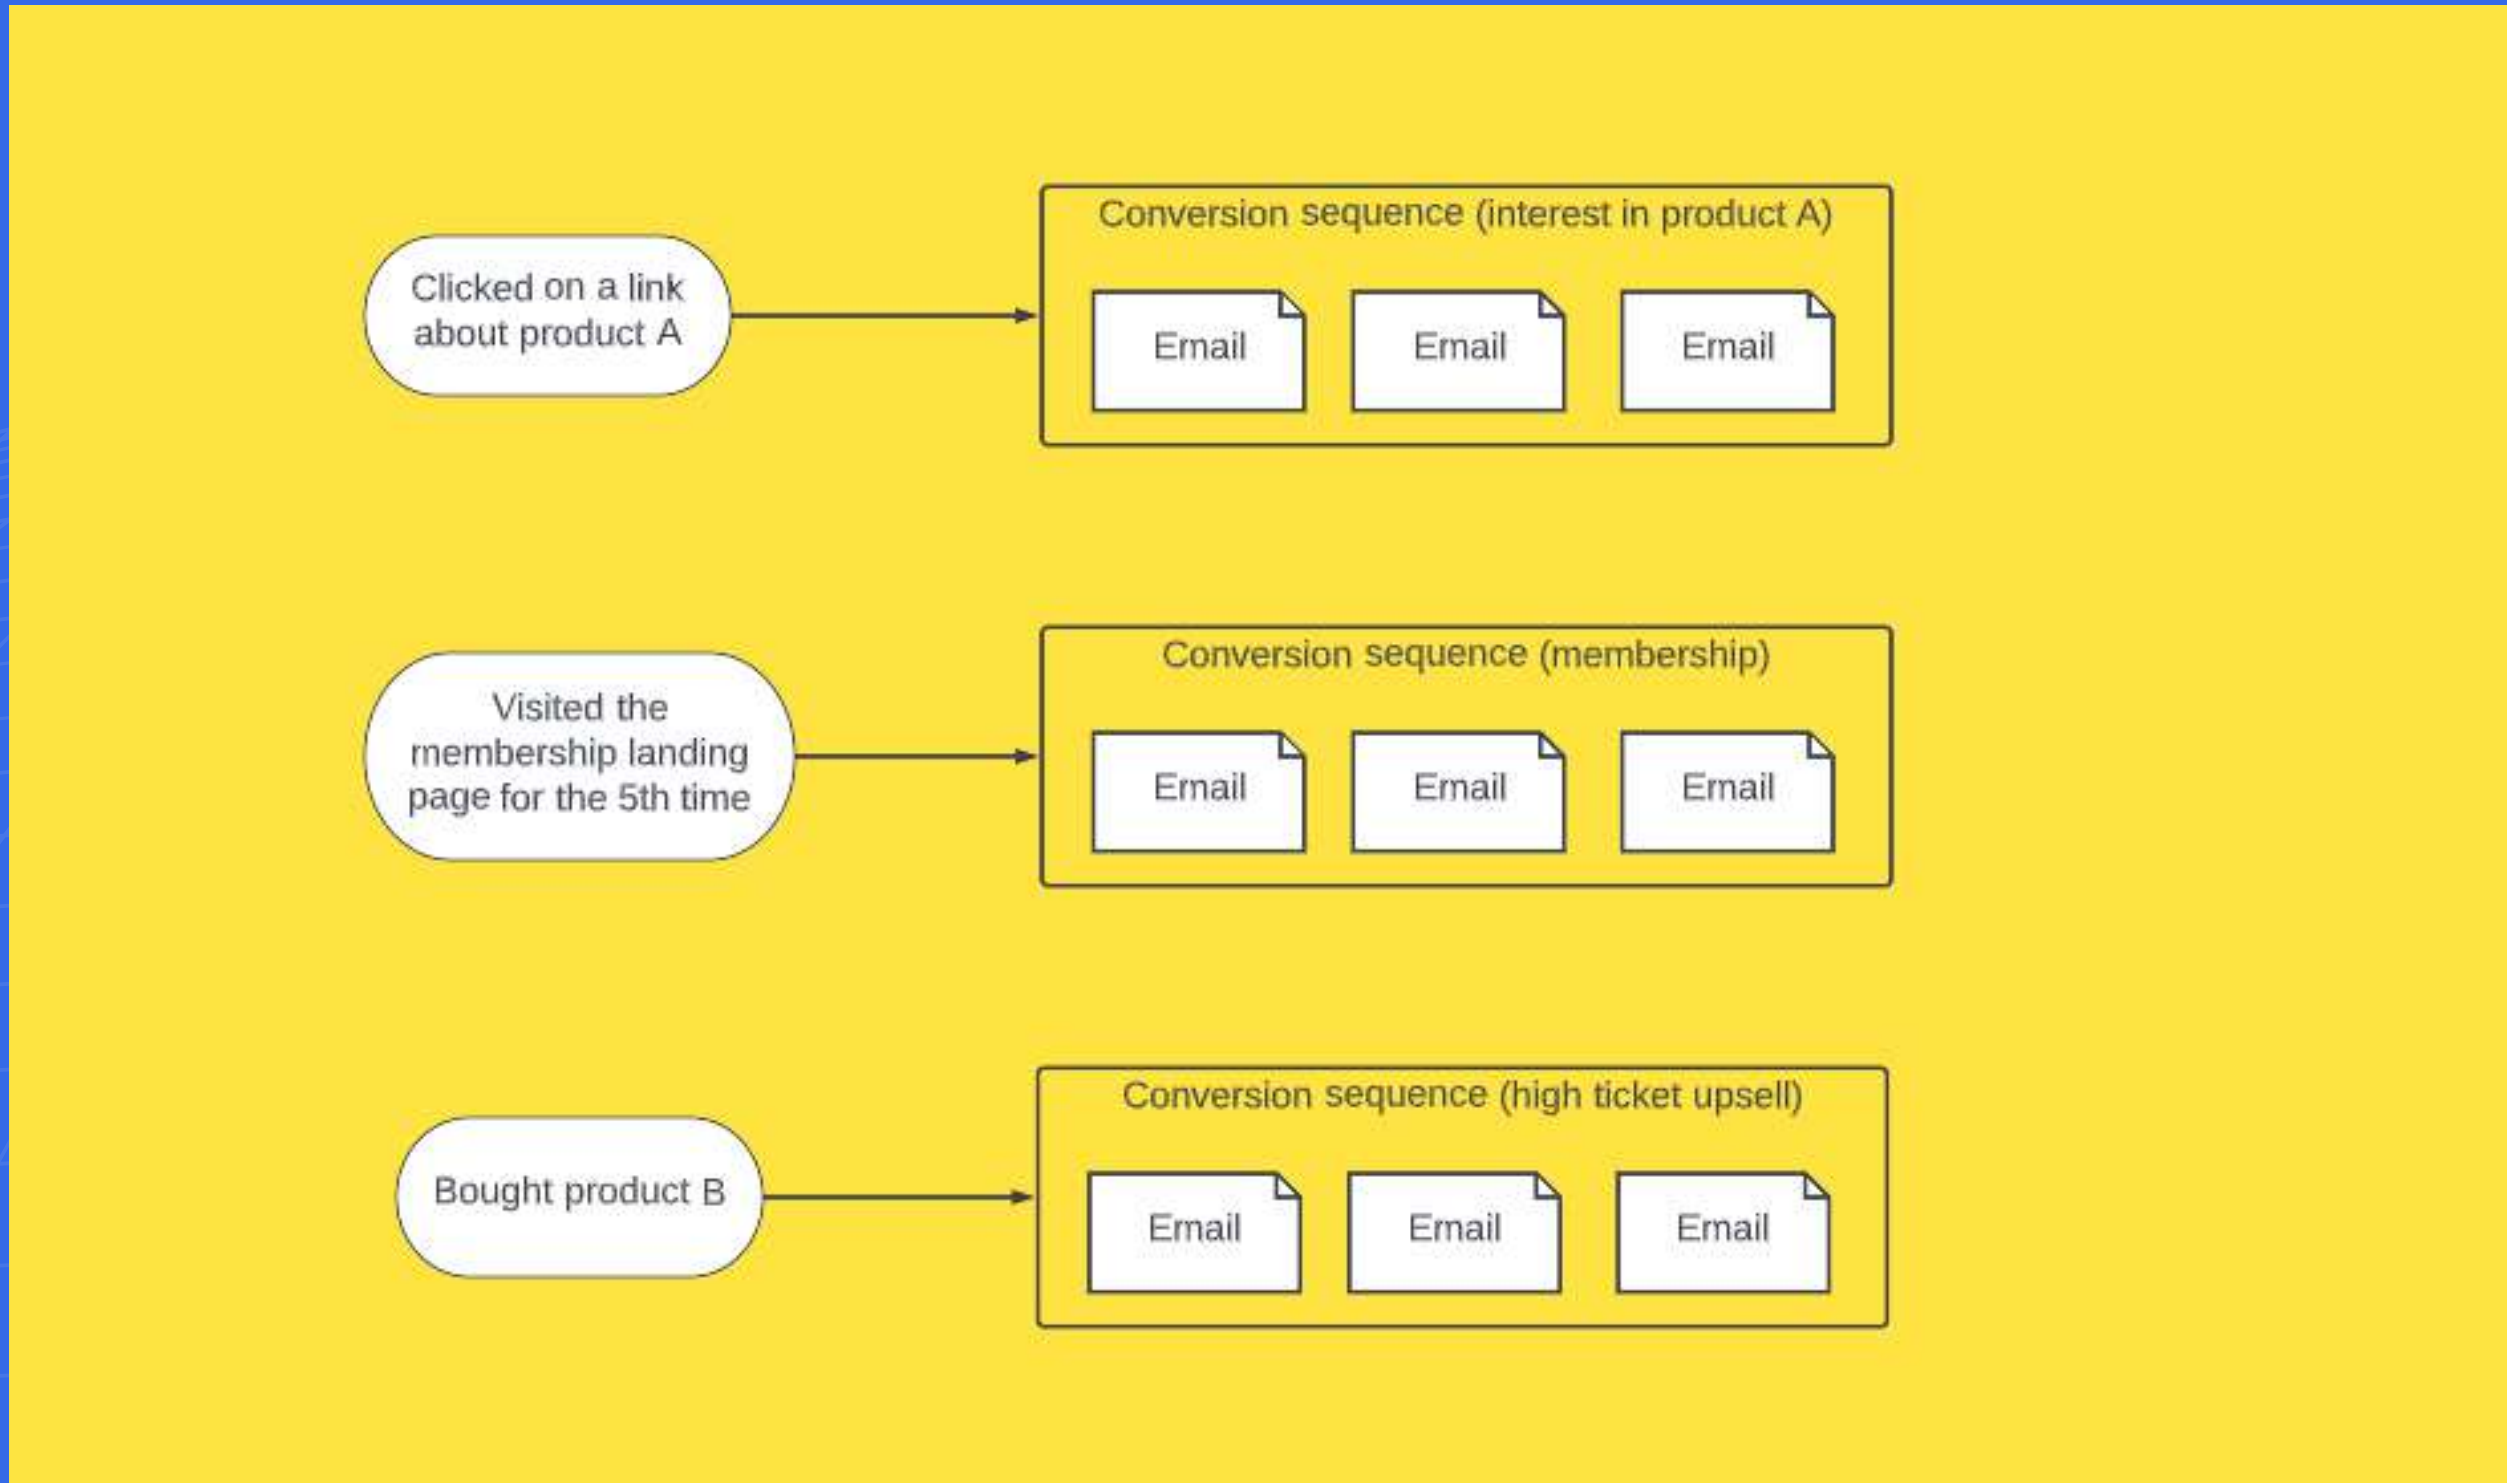 Conversion sequence (interest in product A)
Clicked on a link
about product A
Email
Email
Email
Conversion sequence (membership)
Visited the
membership landing
page for the 5th time
Email
Email
Email
Conversion sequence (high ticket upsell)
Bought product B
Email
Email
Email